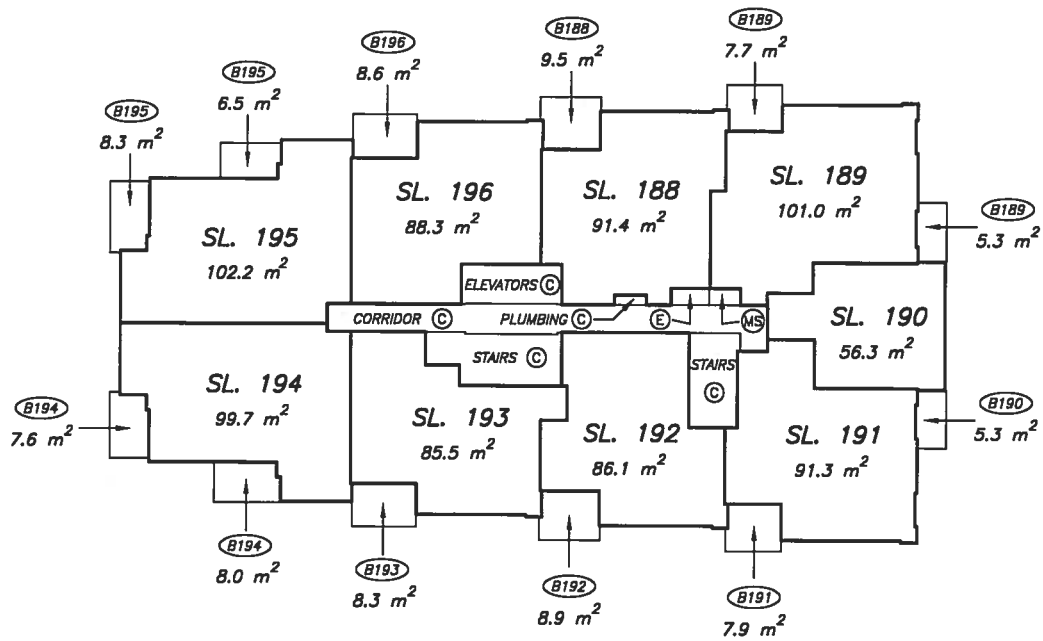 B188
9.5 m²
B189
7.7 m²
B196
8.6 m²
B195
6.5 m²
B195
8.3 m²
SL. 196
88.3 m²
SL. 188
91.4 m²
SL. 189
101.0 m²
B189
5.3 m²
SL. 195
102.2 m²
ELEVATORS C
CORRIDOR C
PLUMBING C
E
MS
SL. 190
56.3 m²
STAIRS C
STAIRS
C
SL. 194
99.7 m²
B194
7.6 m²
SL. 193
85.5 m²
SL. 192
86.1 m²
SL. 191
91.3 m²
B190
5.3 m²
B194
8.0 m²
B193
8.3 m²
B192
8.9 m²
B191
7.9 m²